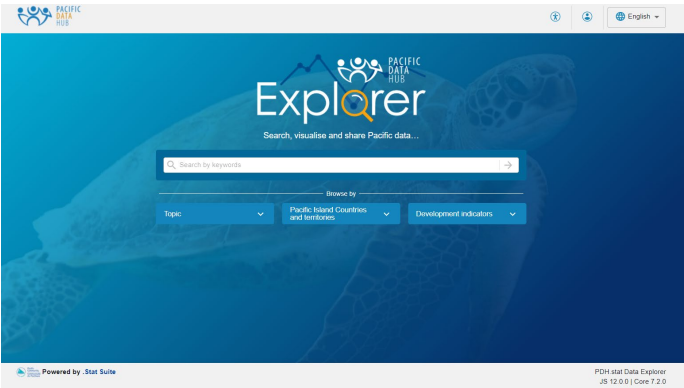 PACIFIC
DATA
HUB
English
PACIFIC
DATA
HUB
Explorer
Search, visualise and share Pacific data...
Search by keywords
Browse by
Topic
Pacific Island Countries
and territories
Development indicators
Powered by .Stat Suite
PDH.stat Data Explorer
JS 12.0.0 | Core 7.2.0